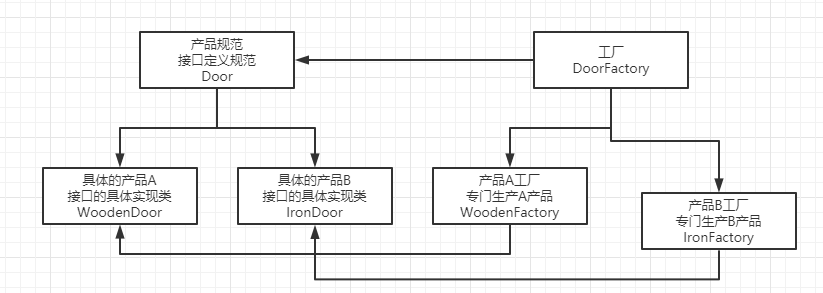 产品规范
接口定义规范
Door
工厂
DoorFactory
具体的产品A
接口的具体实现类
WoodenDoor
具体的产品B
接口的具体实现类
IronDoor
产品A工厂
专门生产A产品
WoodenFactory
产品B工厂
专门生产B产品
IronFactory